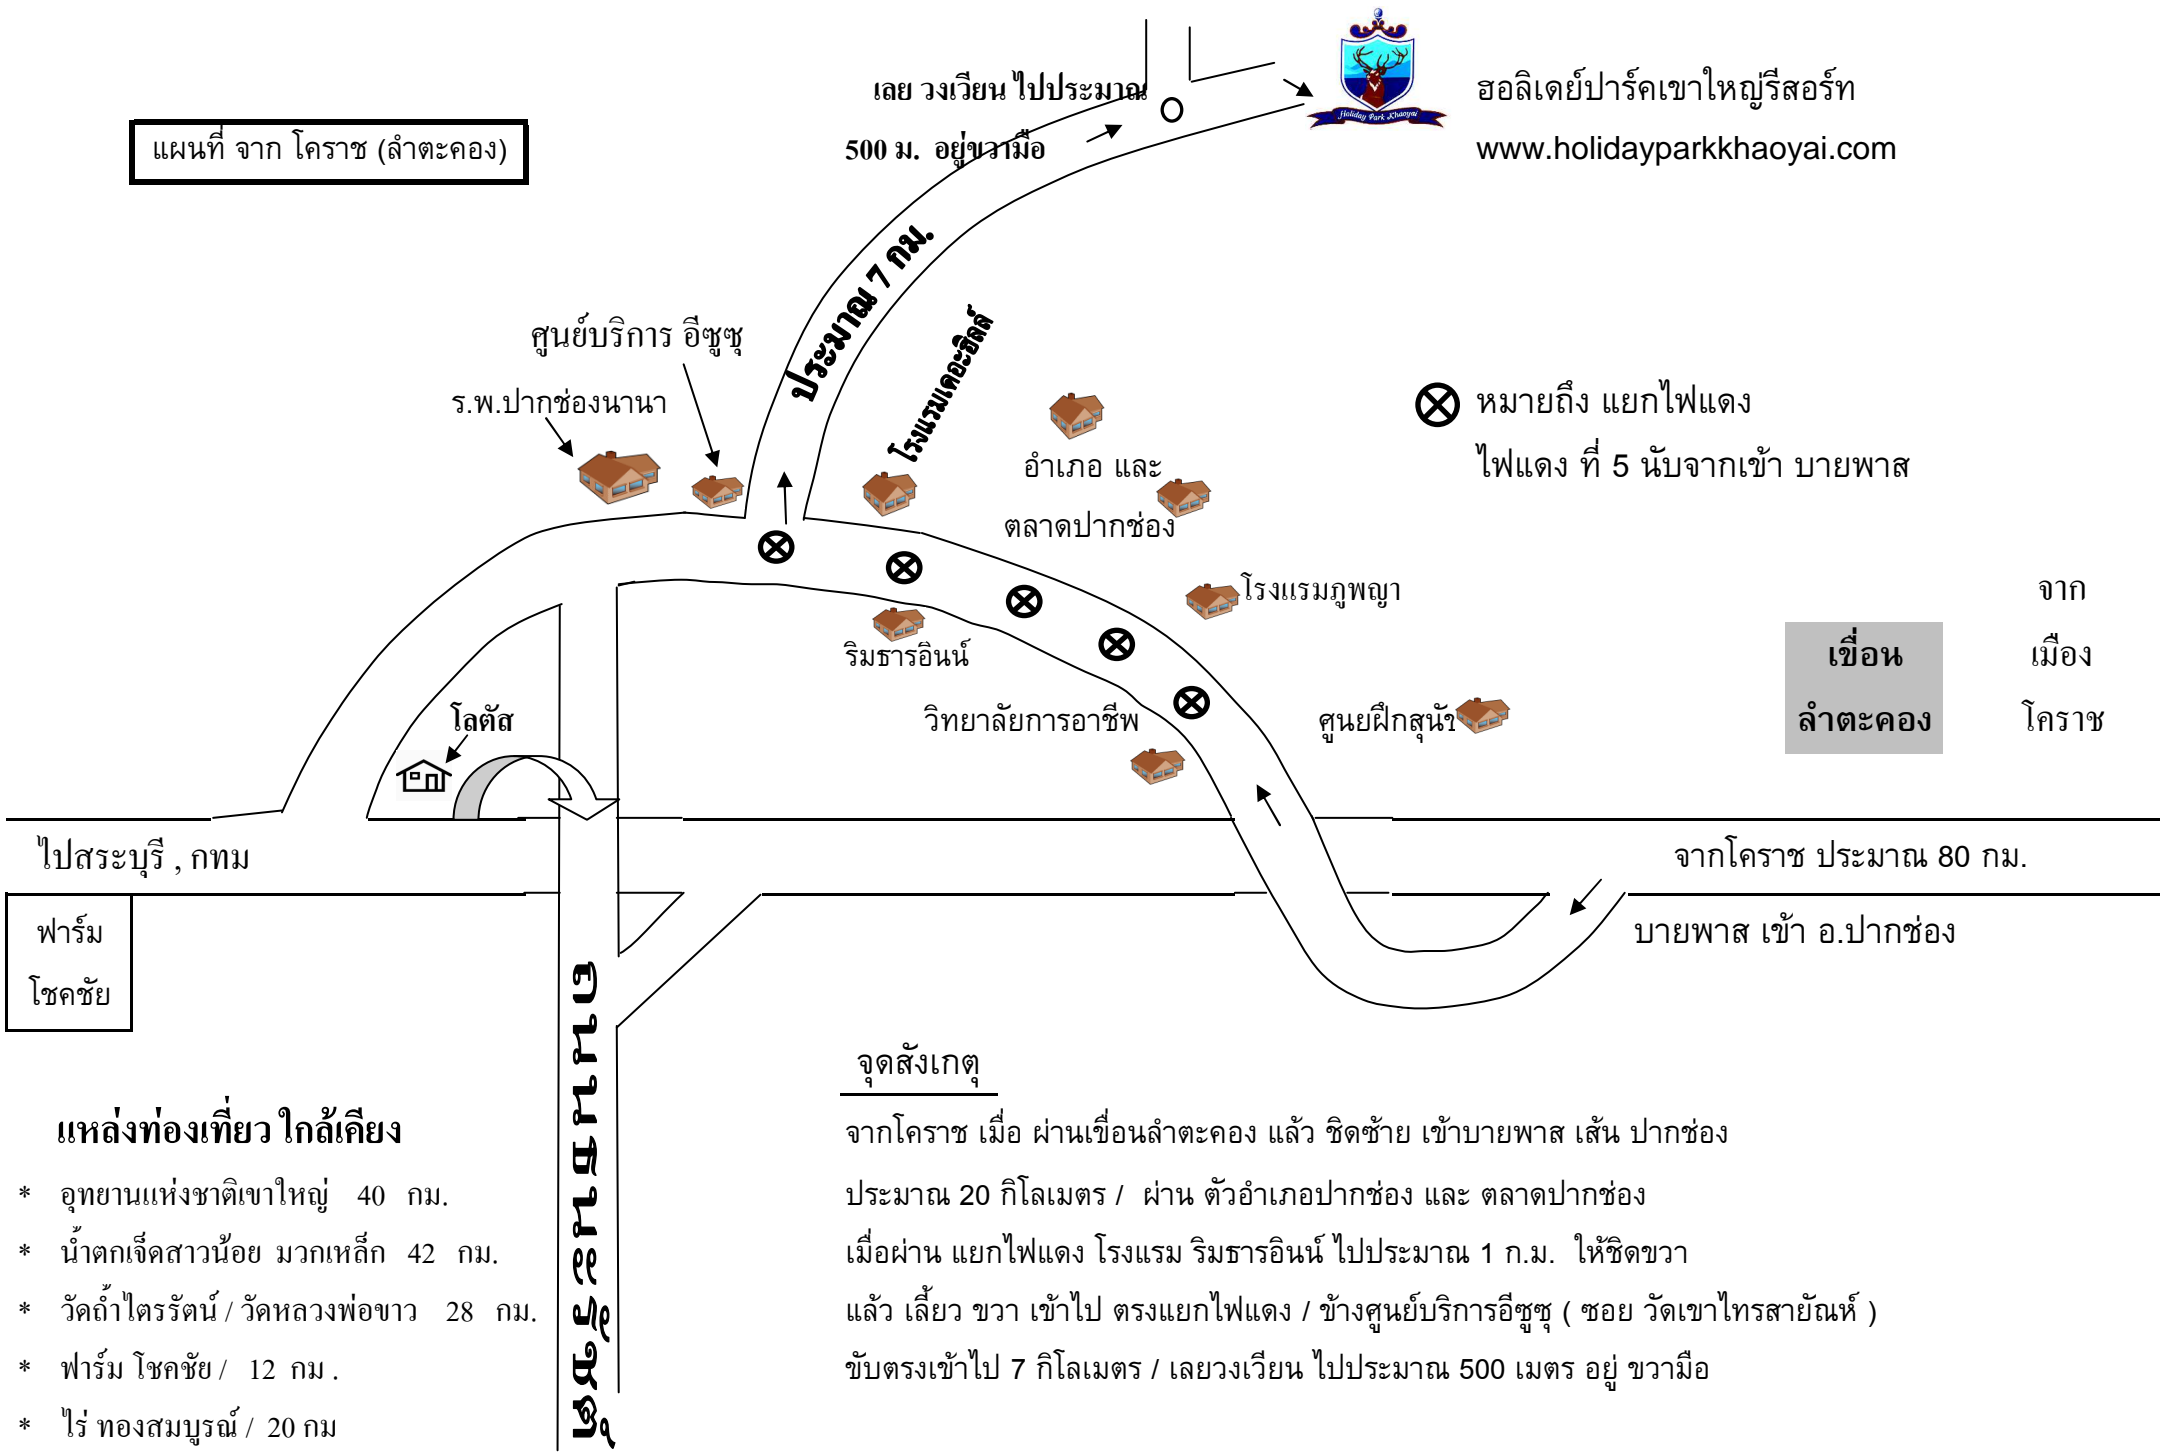 เลย วงเวียน ไปประมาณ
500 ม. อยู่ขวามือ
Holiday Park Khaoyai
ฮอลิเดย์ปาร์คเขาใหญ่รีสอร์ท
www.holidayparkkhaoyai.com
แผนที่ จาก โคราช (ลำตะคอง)
ประมาณ 7 กม.
โรงแรมเดอะฮิลล์
ศูนย์บริการ อีซูซุ
ร.พ.ปากช่องนานา
อำเภอ และ
ตลาดปากช่อง
หมายถึง แยกไฟแดง
ไฟแดง ที่ 5 นับจากเข้า บายพาส
โรงแรมภูพญา
ริมธารอินน์
วิทยาลัยการอาชีพ
ศูนยฝึกสุนัข
เขื่อน
ลำตะคอง
จาก
เมือง
โคราช
โลตัส
ไปสระบุรี , กทม
จากโคราช ประมาณ 80 กม.
บายพาส เข้า อ.ปากช่อง
ฟาร์ม
โชคชัย
ถนนธนะรัชต์
แหล่งท่องเที่ยว ใกล้เคียง
* อุทยานแห่งชาติเขาใหญ่ 40 กม.
* น้ำตกเจ็ดสาวน้อย มวกเหล็ก 42 กม.
* วัดถ้ำไตรรัตน์ / วัดหลวงพ่อขาว 28 กม.
* ฟาร์ม โชคชัย / 12 กม .
* ไร่ ทองสมบูรณ์ / 20 กม
จุดสังเกตุ
จากโคราช เมื่อ ผ่านเขื่อนลำตะคอง แล้ว ชิดซ้าย เข้าบายพาส เส้น ปากช่อง
ประมาณ 20 กิโลเมตร / ผ่าน ตัวอำเภอปากช่อง และ ตลาดปากช่อง
เมื่อผ่าน แยกไฟแดง โรงแรม ริมธารอินน์ ไปประมาณ 1 ก.ม. ให้ชิดขวา
แล้ว เลี้ยว ขวา เข้าไป ตรงแยกไฟแดง / ข้างศูนย์บริการอีซูซุ ( ซอย วัดเขาไทรสายัณห์ )
ขับตรงเข้าไป 7 กิโลเมตร / เลยวงเวียน ไปประมาณ 500 เมตร อยู่ ขวามือ